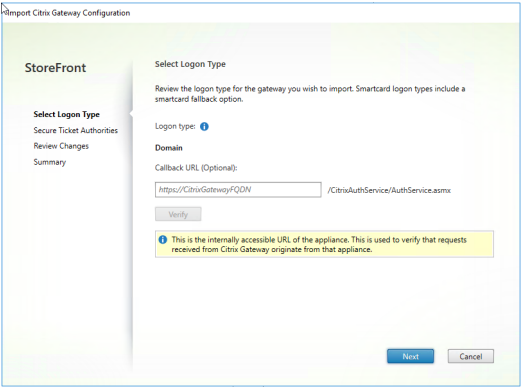 Import Citrix Gateway Configuration
StoreFront
Select Logon Type
Secure Ticket Authorities
Review Changes
Summary
Select Logon Type
Review the logon type for the gateway you wish to import. Smartcard logon types include a
smartcard fallback option.
Logon type:
Domain
Callback URL (Optional):
https://CitrixGatewayFQDN /CitrixAuthService/AuthService.asmx
Verify
This is the internally accessible URL of the appliance. This is used to verify that requests
received from Citrix Gateway originate from that appliance.
Next Cancel